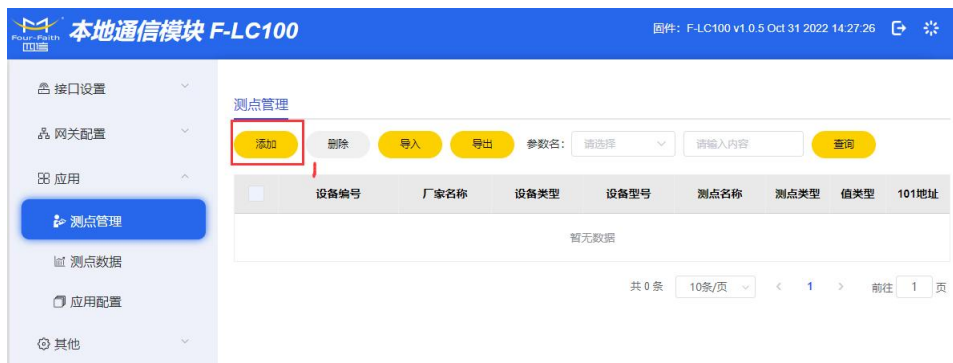 Four-Faith
四信
本地通信模块 F-LC100
固件：F-LC100 v1.0.5 Oct 31 2022 14:27:26
接口设置
网关配置
应用
测点管理
测点数据
应用配置
其他
测点管理
添加 删除 导入 导出 参数名： 请选择 请输入内容 查询
设备编号 厂家名称 设备类型 设备型号 测点名称 测点类型 值类型 101地址
暂无数据
共 0 条 10条/页 < 1 > 前往 1 页